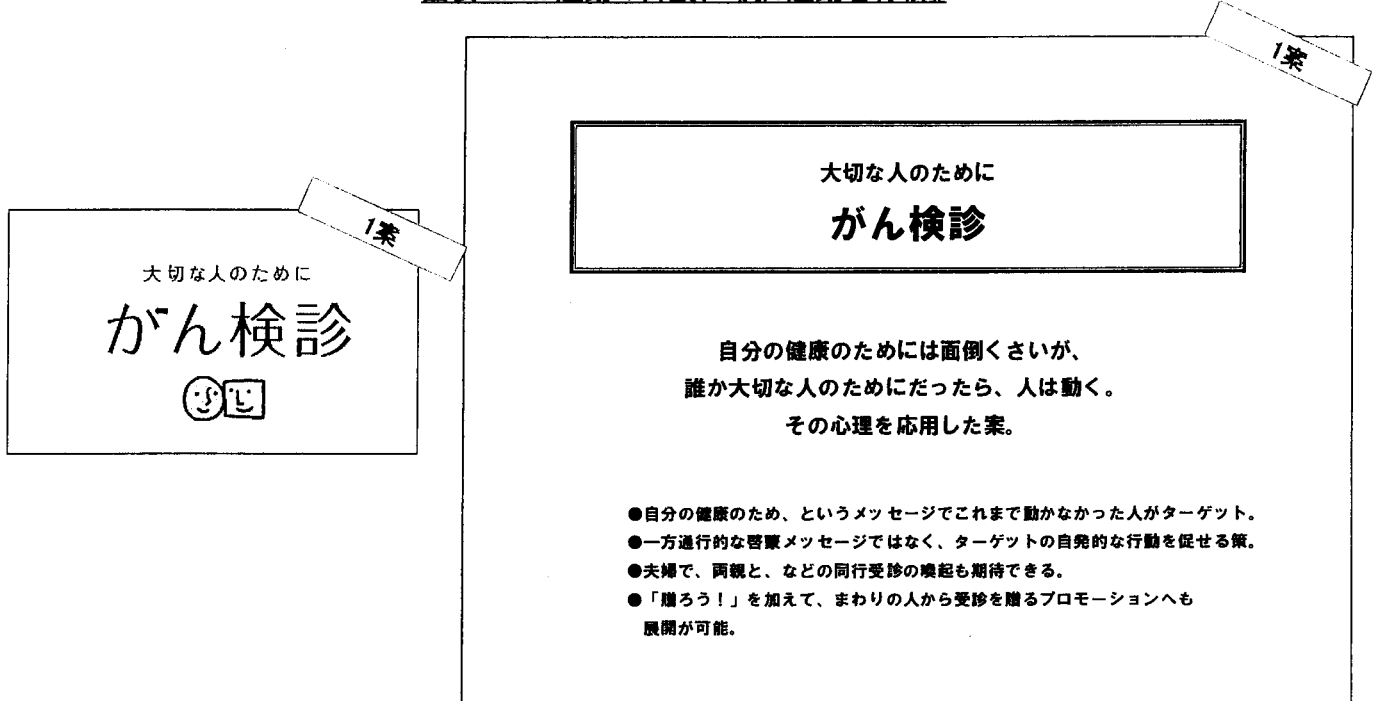 1案
大切な人のために
がん検診
1案
大切な人のために
がん検診
自分の健康のためには面倒くさいが、
誰か大切な人のためにだったら、人は動く。
その心理を応用した案。
●自分の健康のため、というメッセージでこれまで動かなかった人がターゲット。
●一方通行的な啓蒙メッセージではなく、ターゲットの自発的な行動を促せる策。
●夫婦で、両親と、などの同行受診の喚起も期待できる。
●「贈ろう！」を加えて、まわりの人から受診を贈るプロモーションへも
展開が可能。